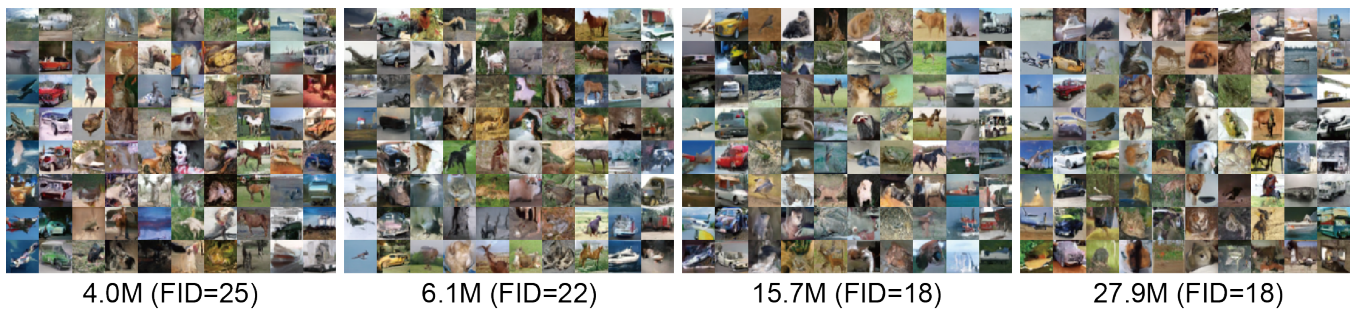 4.0M (FID=25)
6.1M (FID=22)
15.7M (FID=18)
27.9M (FID=18)